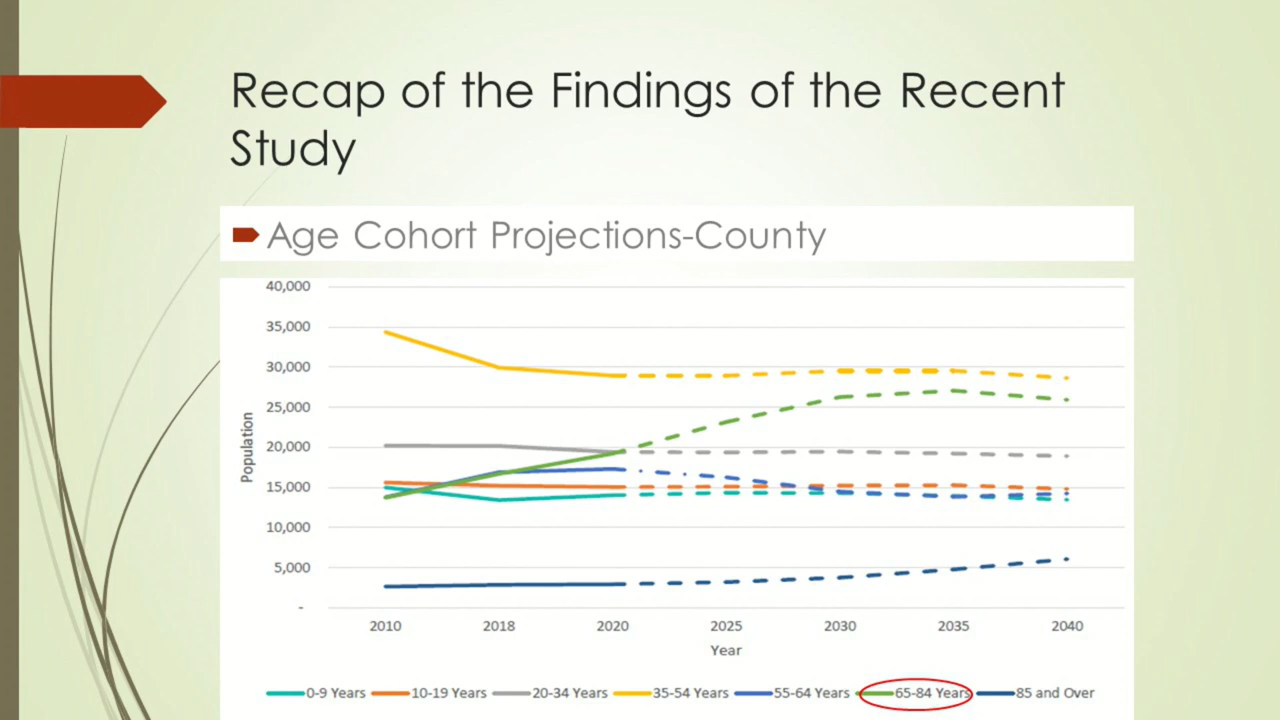 Recap of the Findings of the Recent
Study
Age Cohort Projections-County
40,000
35,000
30,000
25,000
20,000
15,000
10,000
5,000
-
Population
2010 2018 2020 2025 2030 2035 2040
Year
0-9 Years 10-19 Years 20-34 Years 35-54 Years 55-64 Years 65-84 Years 85 and Over